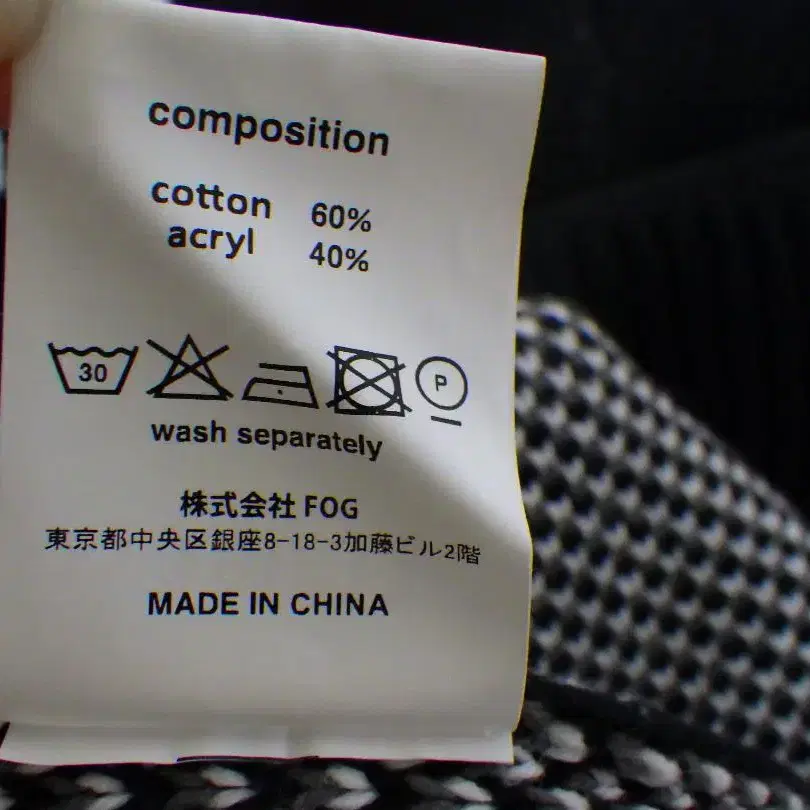 composition
cotton 60%
acryl 40%
30 P
wash separately
株式会社 FOG
東京都中央区銀座8-18-3加藤ビル2階
MADE IN CHINA